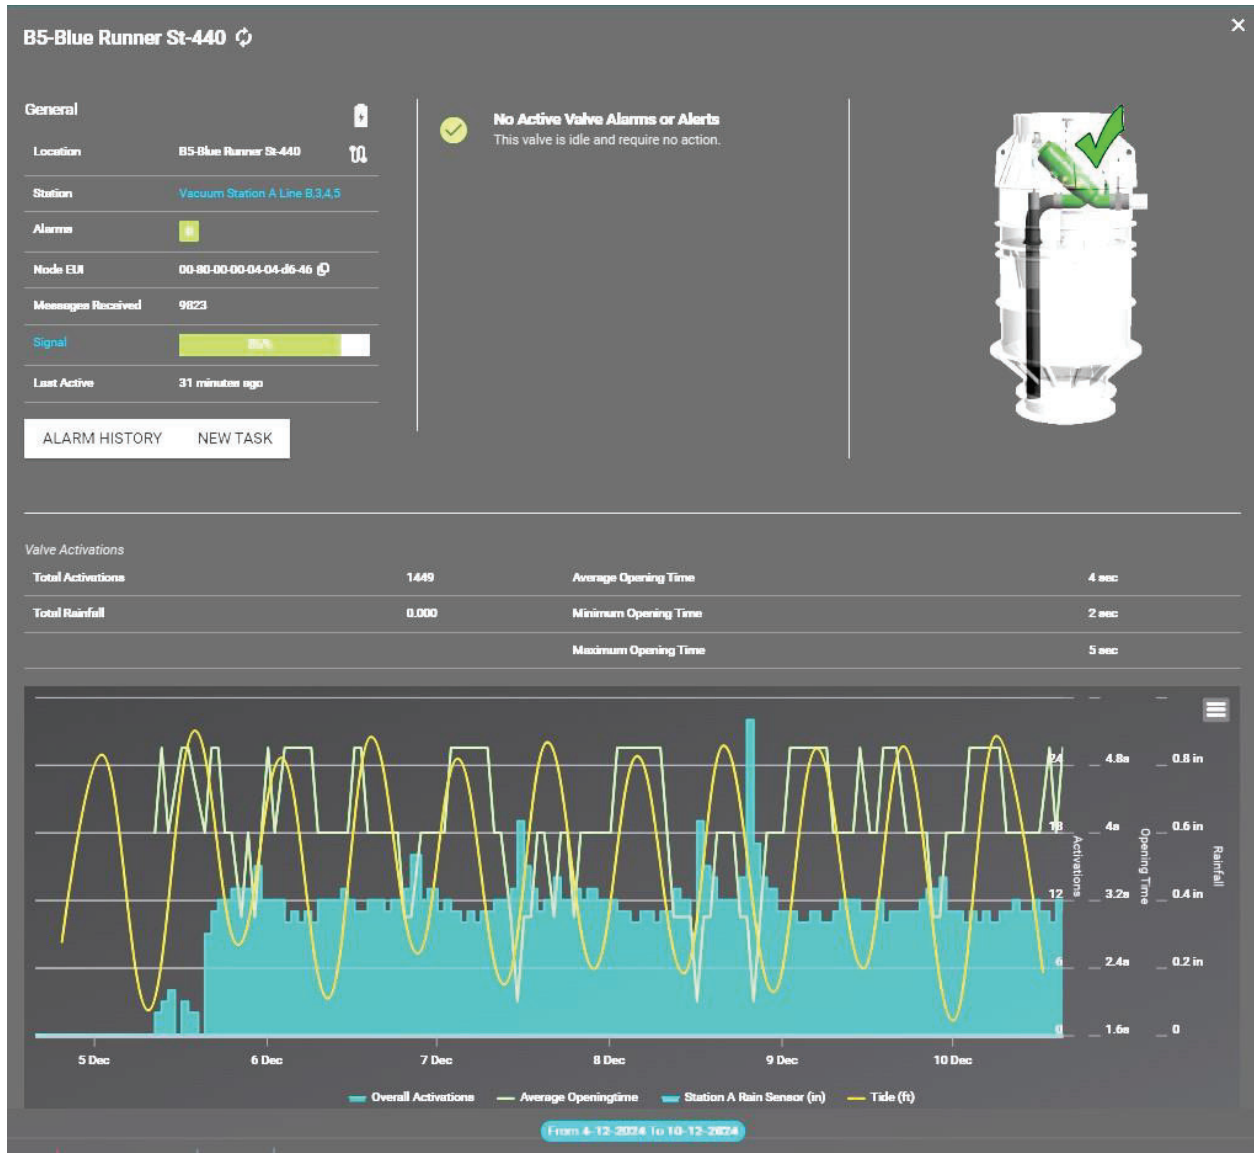 B5-Blue Runner St-440
General
Location B5-Blue Runner St-440
Station Vacuum Station A Line B,3,4,5
Alarms
Node EUI 00-80-00-00-04-04-d6-46
Messages Received 9823
Signal
Last Active 31 minutes ago
ALARM HISTORY NEW TASK
No Active Valve Alarms or Alerts
This valve is idle and require no action.
Valve Activations
Total Activations 1449 Average Opening Time 4 sec
Total Rainfall 0.000 Minimum Opening Time 2 sec
Maximum Opening Time 5 sec
24 4.8s 0.8 in
18 4s 0.6 in
12 3.2s 0.4 in
6 2.4s 0.2 in
0 1.6s 0
Activations
Opening Time
Rainfall
5 Dec 6 Dec 7 Dec 8 Dec 9 Dec 10 Dec
Overall Activations Average Openingtime Station A Rain Sensor (in) Tide (ft)
From 4-12-2024 To 10-12-2024